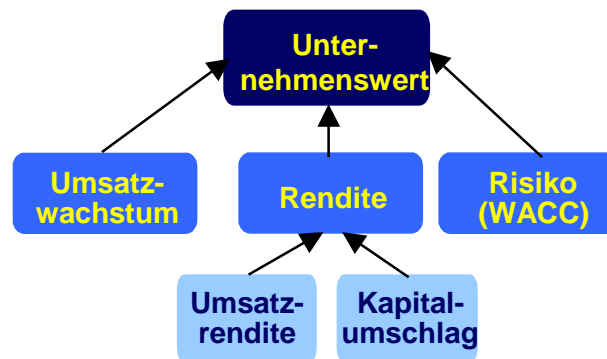 Unter-
nehmenswert
Umsatz-
wachstum
Rendite
Risiko
(WACC)
Umsatz-
rendite
Kapital-
umschlag